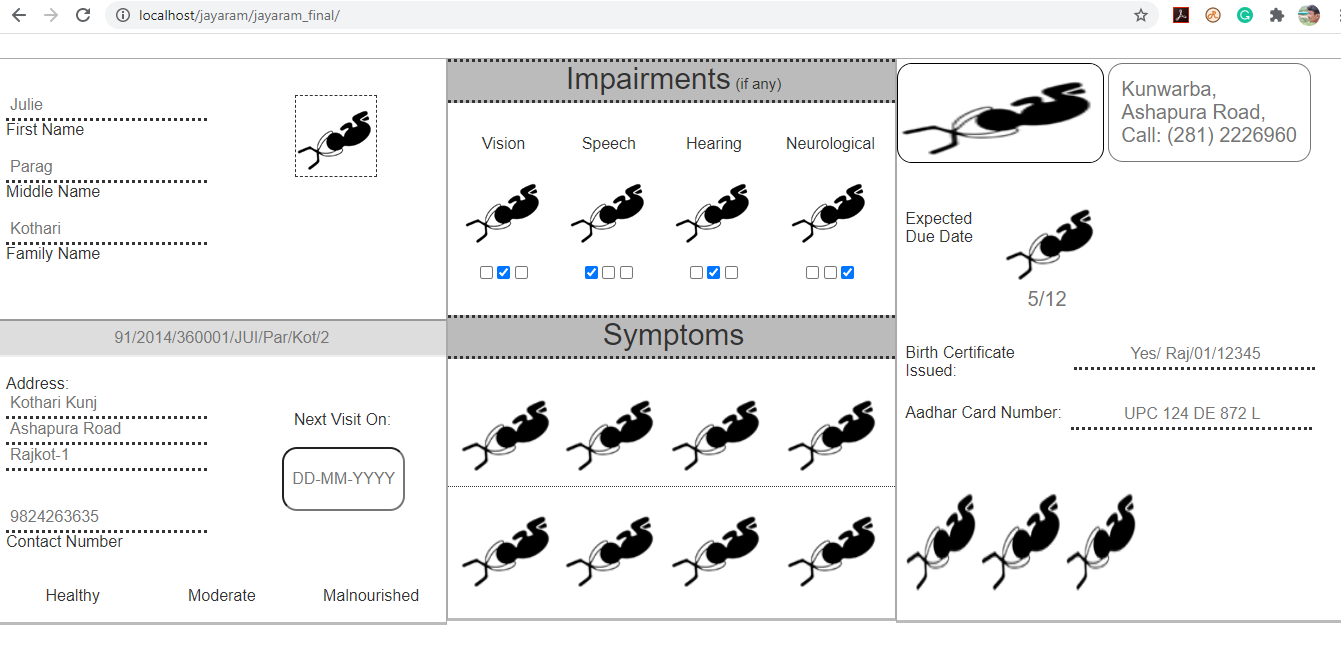 localhost/jayaram/jayaram_final/
Julie
First Name
Parag
Middle Name
Kothari
Family Name
91/2014/360001/JUI/Par/Kot/2
Address:
Kothari Kunj
Ashapura Road
Rajkot-1
9824263635
Contact Number
Next Visit On:
DD-MM-YYYY
Healthy Moderate Malnourished
Impairments (if any)
Vision Speech Hearing Neurological
Symptoms
Kunwarba,
Ashapura Road,
Call: (281) 2226960
Expected
Due Date
5/12
Birth Certificate
Issued:
Yes/ Raj/01/12345
Aadhar Card Number: UPC 124 DE 872 L